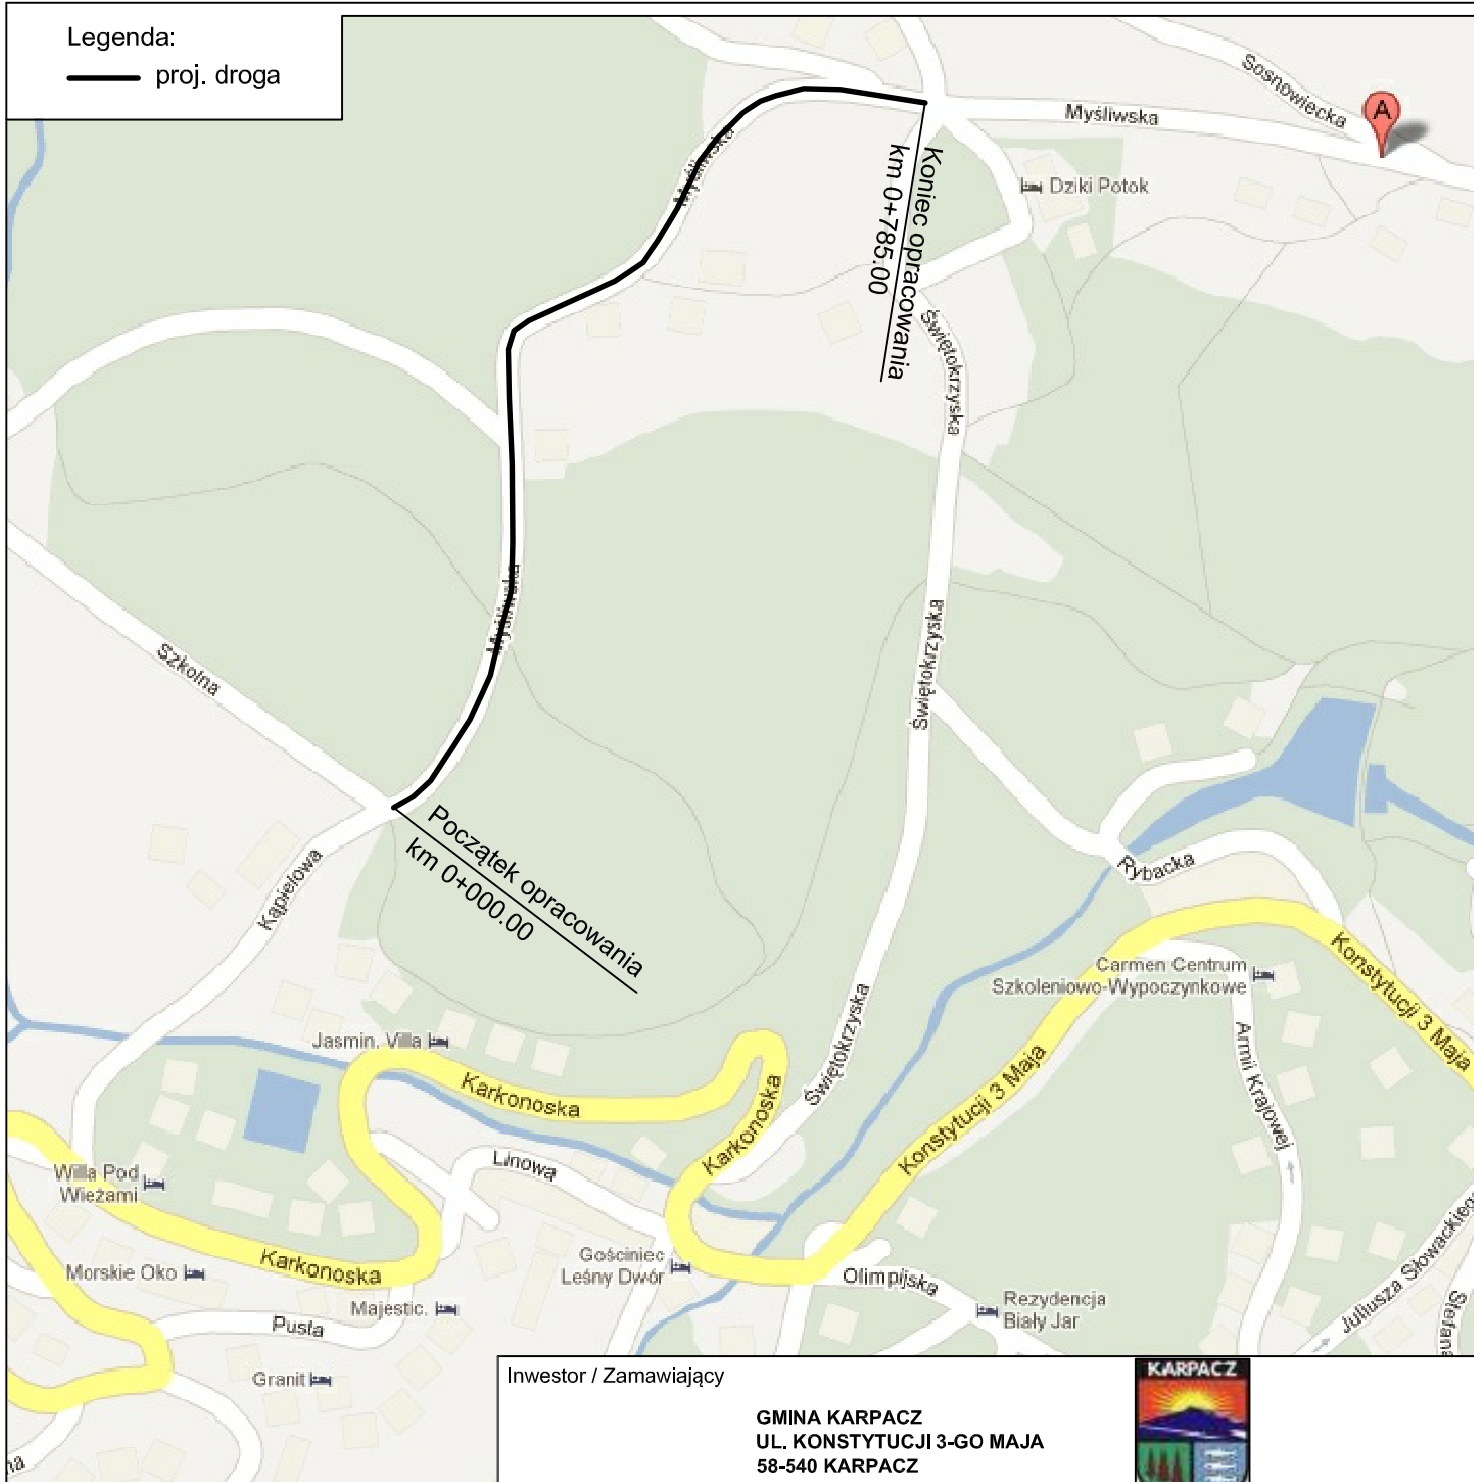 Legenda:
proj. droga
Sosnowiecka
A
Myśliwska
Myśliwska
Koniec opracowania
km 0+785.00
Dziki Potok
Świętokrzyska
Myśliwska
Świętokrzyska
Szkolna
Początek opracowania
km 0+000.00
Kąpielowa
Rybacka
Konstytucji 3 Maja
Carmen Centrum
Szkoleniowo-Wypoczynkowe
Świętokrzyska
Jasmin. Villa
Karkonoska
Karkonoska
Konstytucji 3 Maja
Armii Krajowej
Linowa
Willa Pod
Wieżami
Karkonoska
Morskie Oko
Gościniec
Leśny Dwór
Olimpijska
Juliusza Słowackiego
Majestic.
Rezydencja
Biały Jar
Stefana
Pusta
Granit
na
Inwestor / Zamawiający
KARPACZ
GMINA KARPACZ
UL. KONSTYTUCJI 3-GO MAJA
58-540 KARPACZ